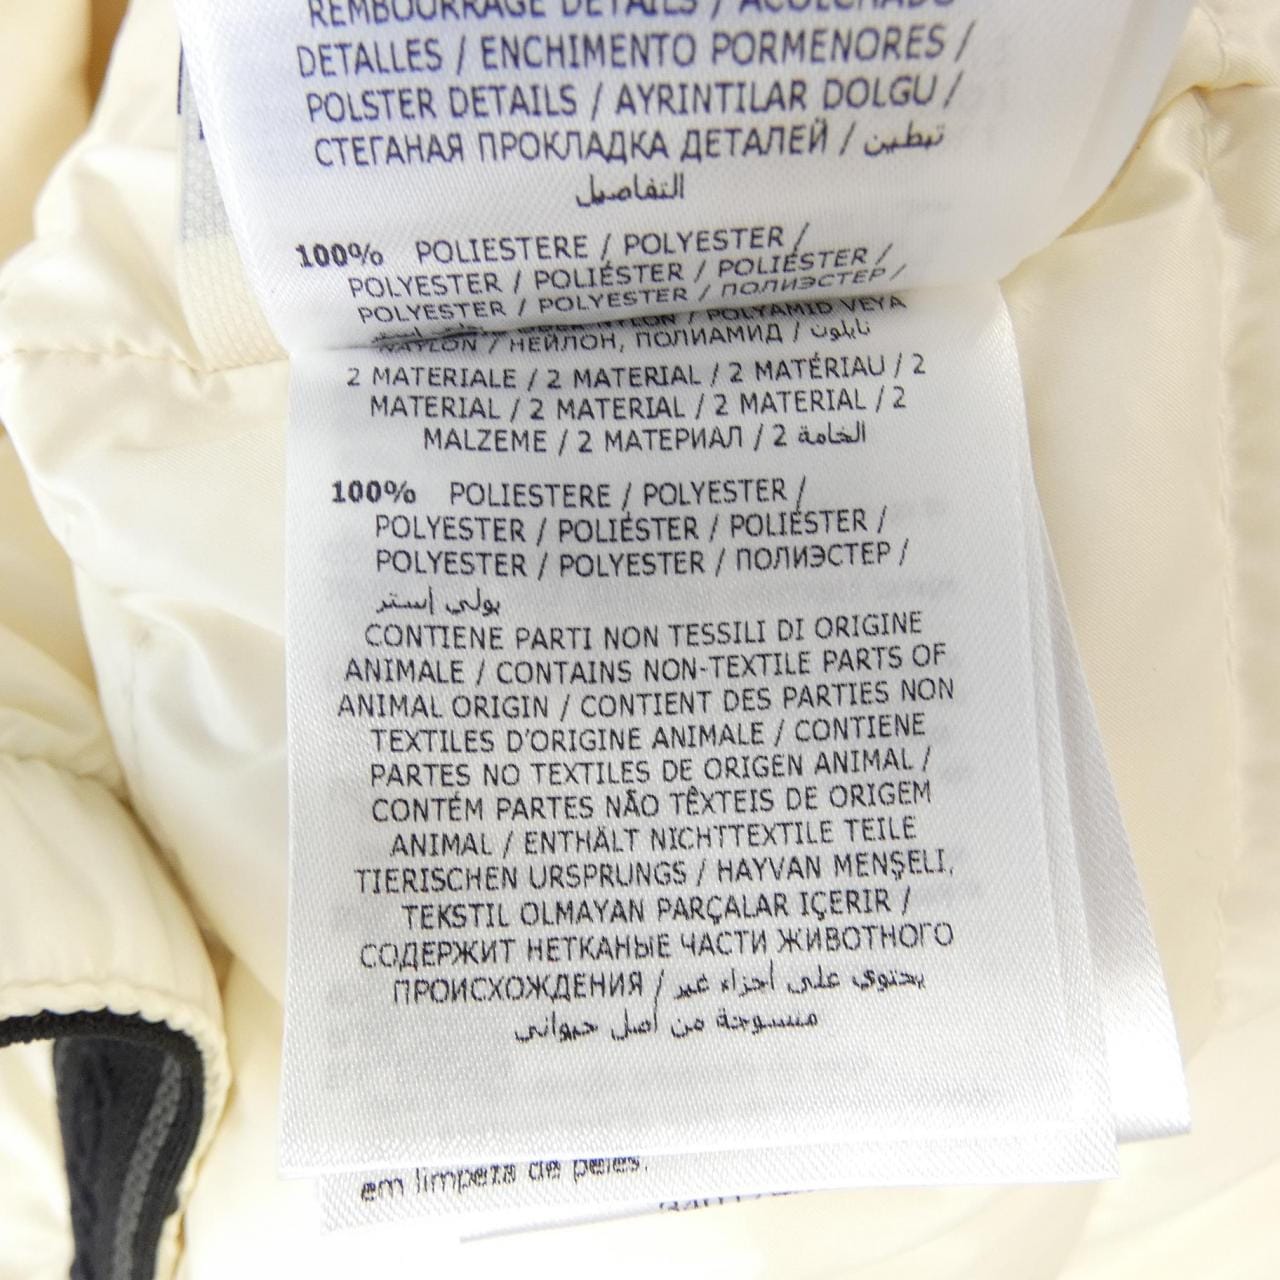 REMBOURRAGE DETAILS / ACOLCHADO
DETALLES / ENCHIMENTO PORMENORES /
POLSTER DETAILS / AYRINTILAR DOLGU /
СТЕГАНАЯ ПРОКЛАДКА ДЕТАЛЕЙ / تبطين
التفاصيل
100% POLIESTERE / POLYESTER /
POLYESTER / POLIÉSTER / POLIÉSTER /
POLYESTER / POLYESTER / ПОЛИЭСТЕР /
NYLON / POLYAMID VEYA
NAYLON / НЕЙЛОН, ПОЛИАМИД / نايلون
2 MATERIALE / 2 MATERIAL / 2 MATÉRIAU / 2
MATERIAL / 2 MATERIAL / 2 MATERIAL / 2
MALZEME / 2 МАТЕРИАЛ / 2 الخامة
100% POLIESTERE / POLYESTER /
POLYESTER / POLIÉSTER / POLIÉSTER /
POLYESTER / POLYESTER / ПОЛИЭСТЕР /
بولي إستر
CONTIENE PARTI NON TESSILI DI ORIGINE
ANIMALE / CONTAINS NON-TEXTILE PARTS OF
ANIMAL ORIGIN / CONTIENT DES PARTIES NON
TEXTILES D'ORIGINE ANIMALE / CONTIENE
PARTES NO TEXTILES DE ORIGEN ANIMAL /
CONTÉM PARTES NÃO TÊXTEIS DE ORIGEM
ANIMAL / ENTHÄLT NICHTTEXTILE TEILE
TIERISCHEN URSPRUNGS / HAYVAN MENŞELI,
TEKSTIL OLMAYAN PARÇALAR IÇERIR /
СОДЕРЖИТ НЕТКАНЫЕ ЧАСТИ ЖИВОТНОГО
ПРОИСХОЖДЕНИЯ / يحتوي على أجزاء غير
منسوجة من أصل حيواني
em limpeza de peles.